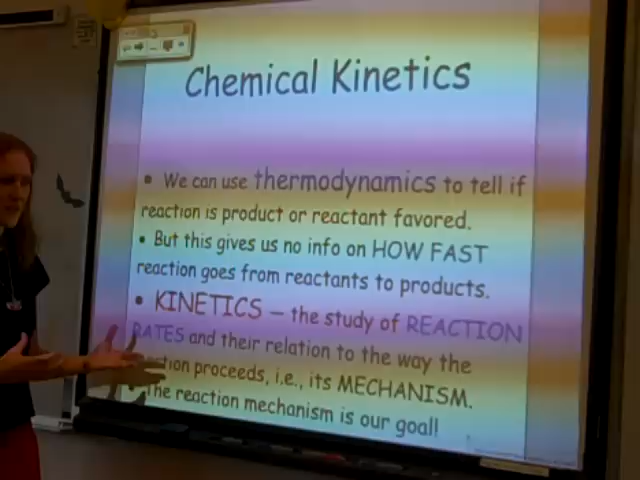 Chemical Kinetics
• We can use thermodynamics to tell if
reaction is product or reactant favored.
• But this gives us no info on HOW FAST
reaction goes from reactants to products.
• KINETICS – the study of REACTION
RATES and their relation to the way the
reaction proceeds, i.e., its MECHANISM.
The reaction mechanism is our goal!